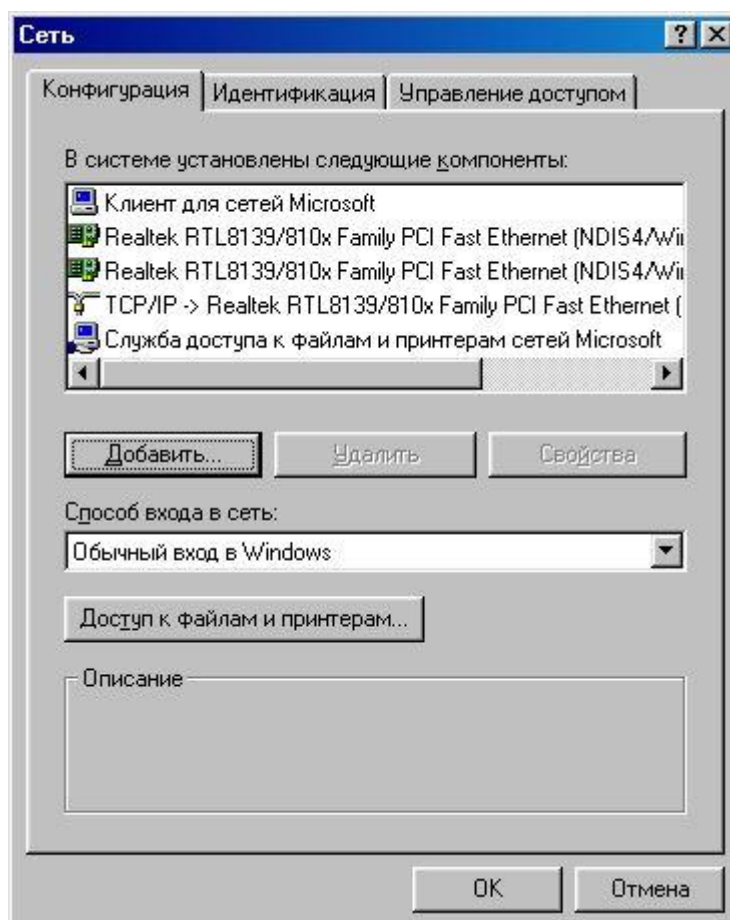 Сеть
Конфигурация Идентификация Управление доступом
В системе установлены следующие компоненты:
Клиент для сетей Microsoft
Realtek RTL8139/810x Family PCI Fast Ethernet (NDIS4/Wi
Realtek RTL8139/810x Family PCI Fast Ethernet (NDIS4/Wi
TCP/IP -> Realtek RTL8139/810x Family PCI Fast Ethernet (
Служба доступа к файлам и принтерам сетей Microsoft
Добавить... Удалить Свойства
Способ входа в сеть:
Обычный вход в Windows
Доступ к файлам и принтерам...
Описание
OK Отмена